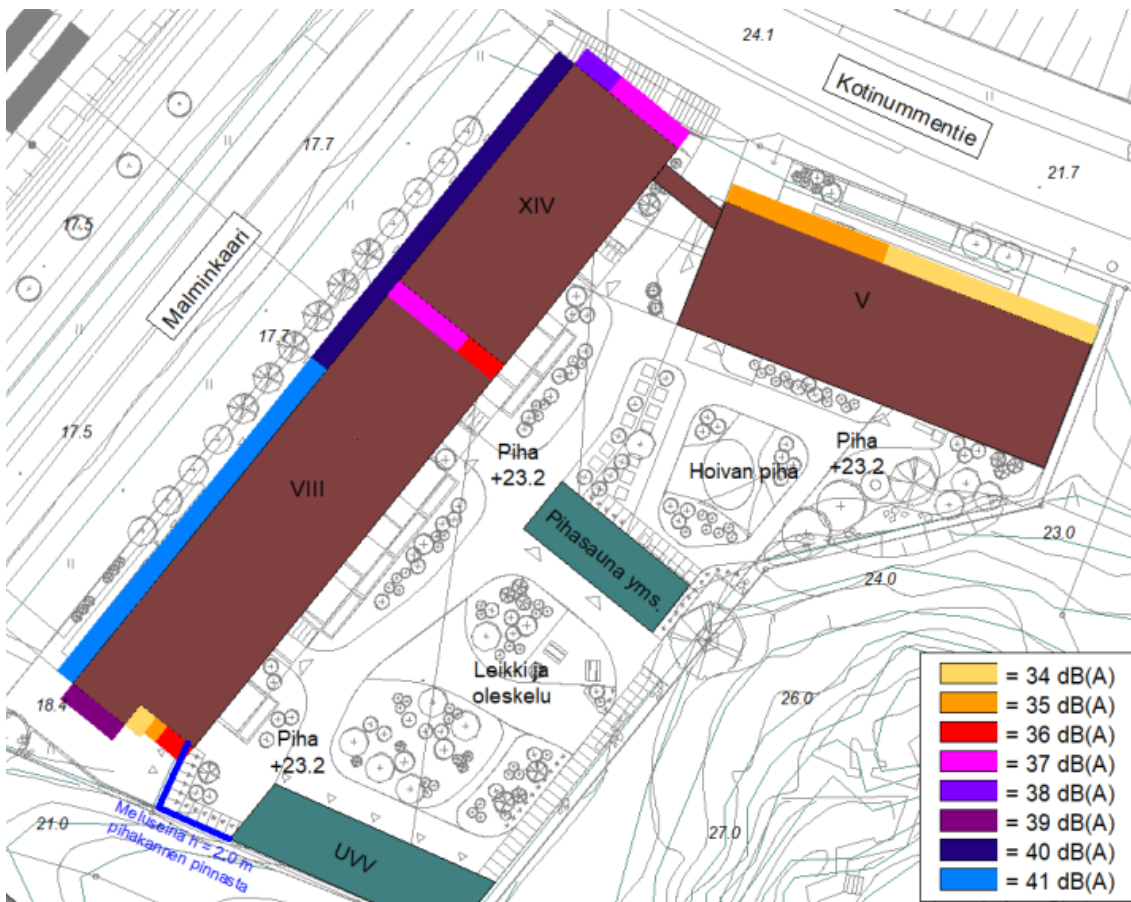 24.1
Kotinummentie
21.7
17.7
17.5
Malminkaari
XIV
V
17.7
17.5
VIII
Piha
+23.2
Hoivan piha
Piha
+23.2
23.0
Pihasauna yms.
24.0
Leikki ja
oleskelu
26.0
18.4
Piha
+23.2
21.0
Meluseinä h = 2.0 m
pihakannen pinnasta
UVV
27.0
= 34 dB(A)
= 35 dB(A)
= 36 dB(A)
= 37 dB(A)
= 38 dB(A)
= 39 dB(A)
= 40 dB(A)
= 41 dB(A)